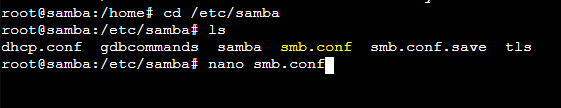 root@samba:/home# cd /etc/samba
root@samba:/etc/samba# ls
dhcp.conf  gdbcommands  samba  smb.conf  smb.conf.save  tls
root@samba:/etc/samba# nano smb.conf